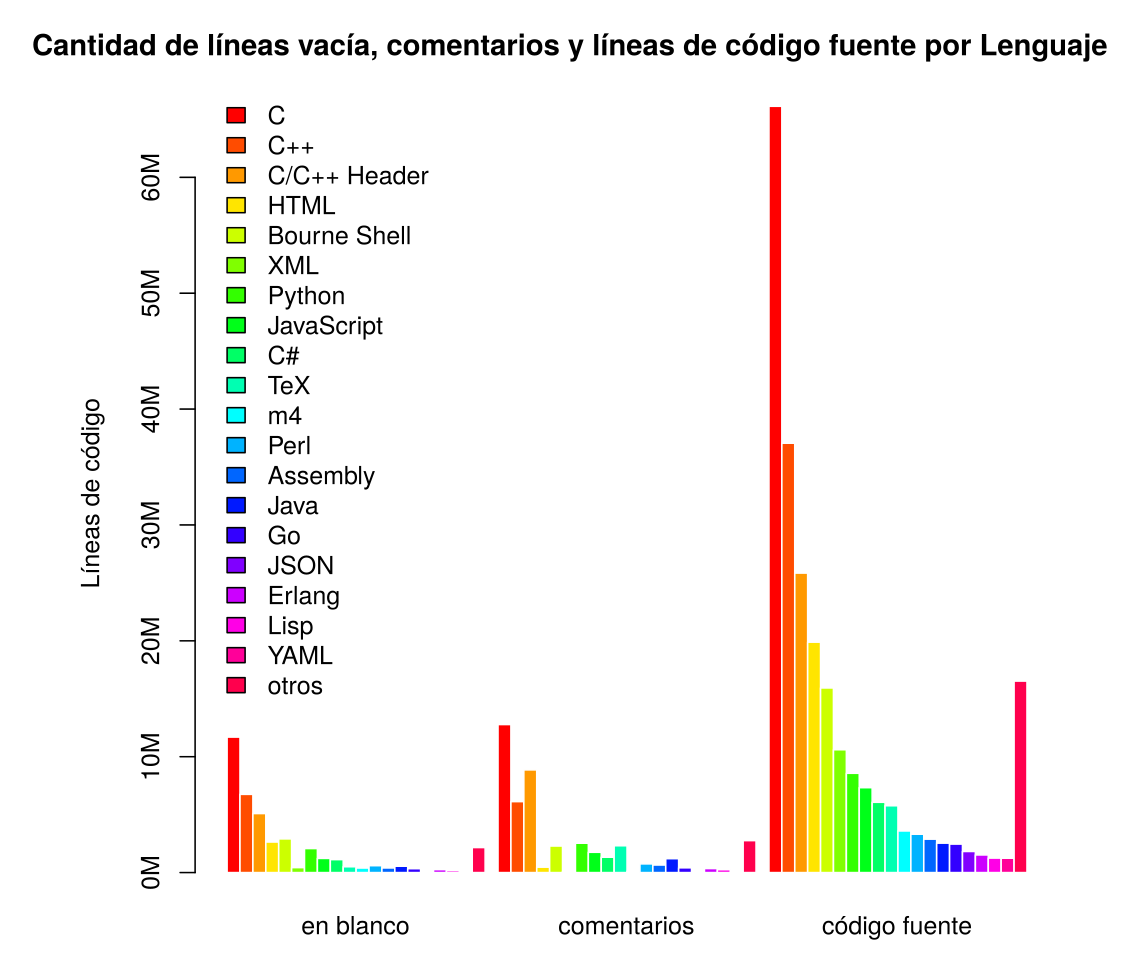 Cantidad de líneas vacía, comentarios y líneas de código fuente por Lenguaje
C
C++
C/C++ Header
HTML
Bourne Shell
XML
Python
JavaScript
C#
TeX
m4
Perl
Assembly
Java
Go
JSON
Erlang
Lisp
YAML
otros
Líneas de código
60M
50M
40M
30M
20M
10M
0M
en blanco
comentarios
código fuente